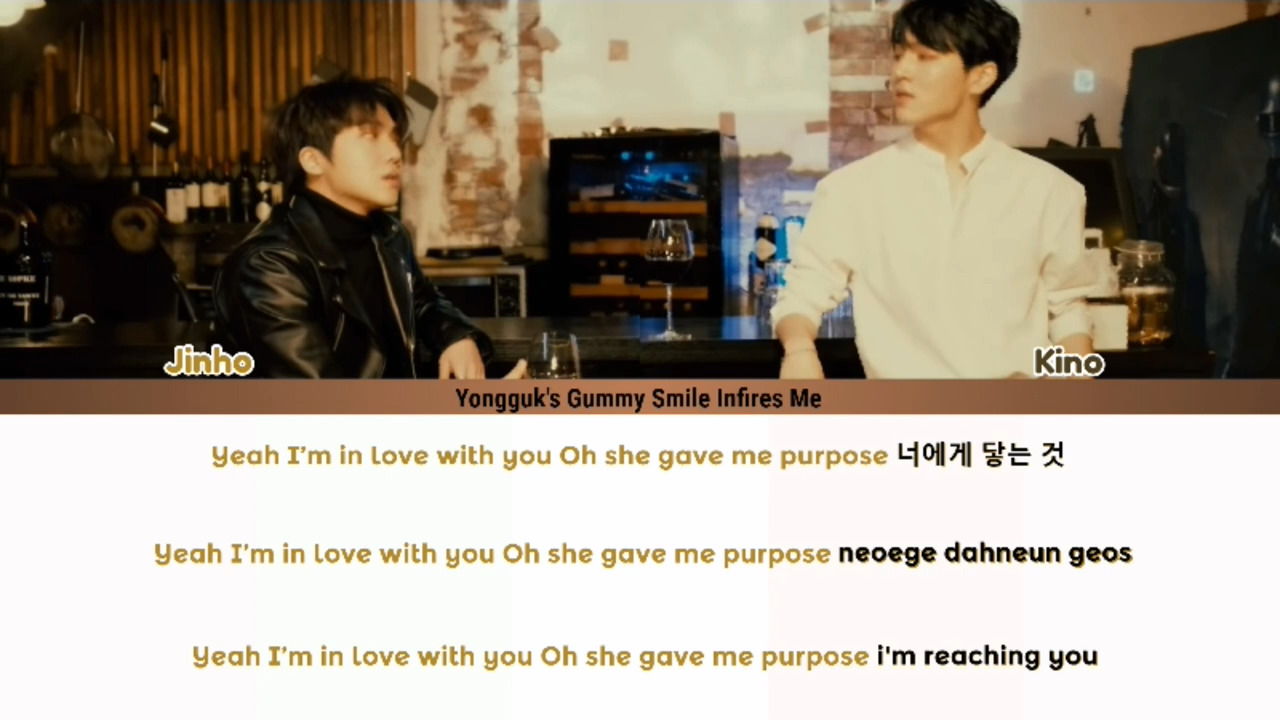 Jinho
Kino
Yongguk's Gummy Smile Infires Me
Yeah I'm in Love with you Oh she gave me purpose 너에게 닿는 것
Yeah I'm in Love with you Oh she gave me purpose neoege dahneun geos
Yeah I'm in Love with you Oh she gave me purpose i'm reaching you